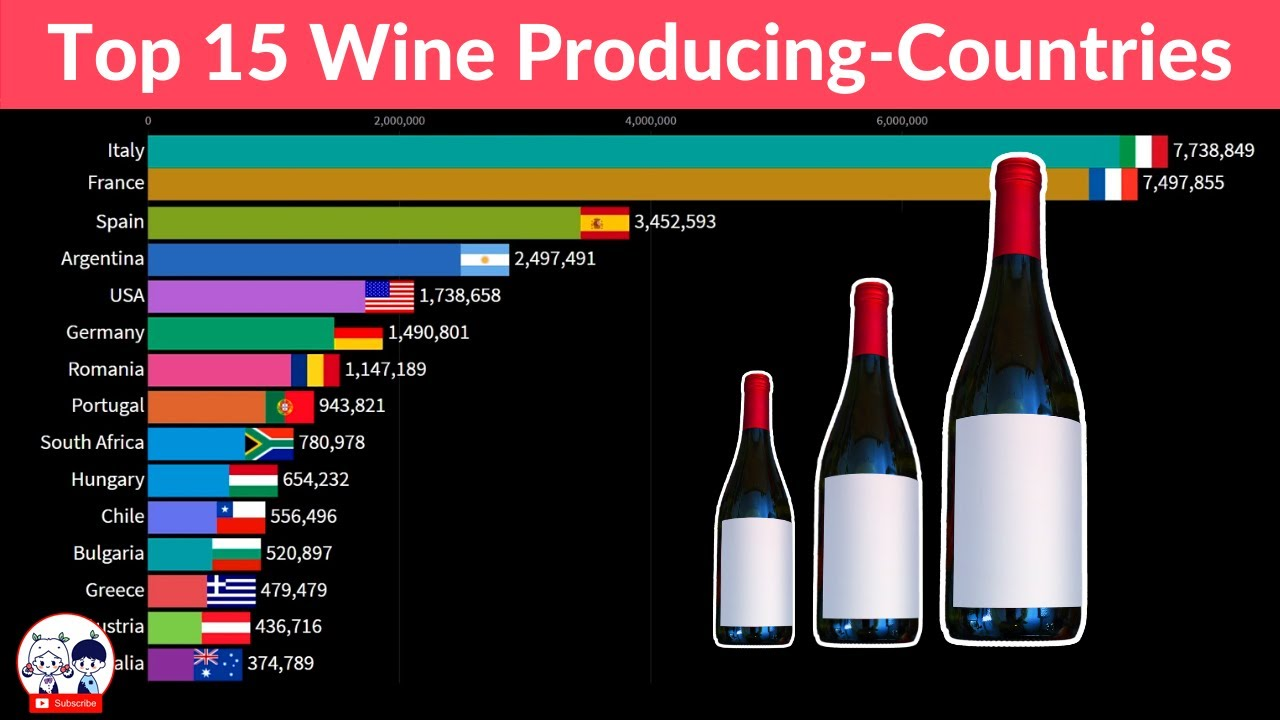 Top 15 Wine Producing-Countries
0 2,000,000 4,000,000 6,000,000
Italy 7,738,849
France 7,497,855
Spain 3,452,593
Argentina 2,497,491
USA 1,738,658
Germany 1,490,801
Romania 1,147,189
Portugal 943,821
South Africa 780,978
Hungary 654,232
Chile 556,496
Bulgaria 520,897
Greece 479,479
ustria 436,716
alia 374,789
Subscribe